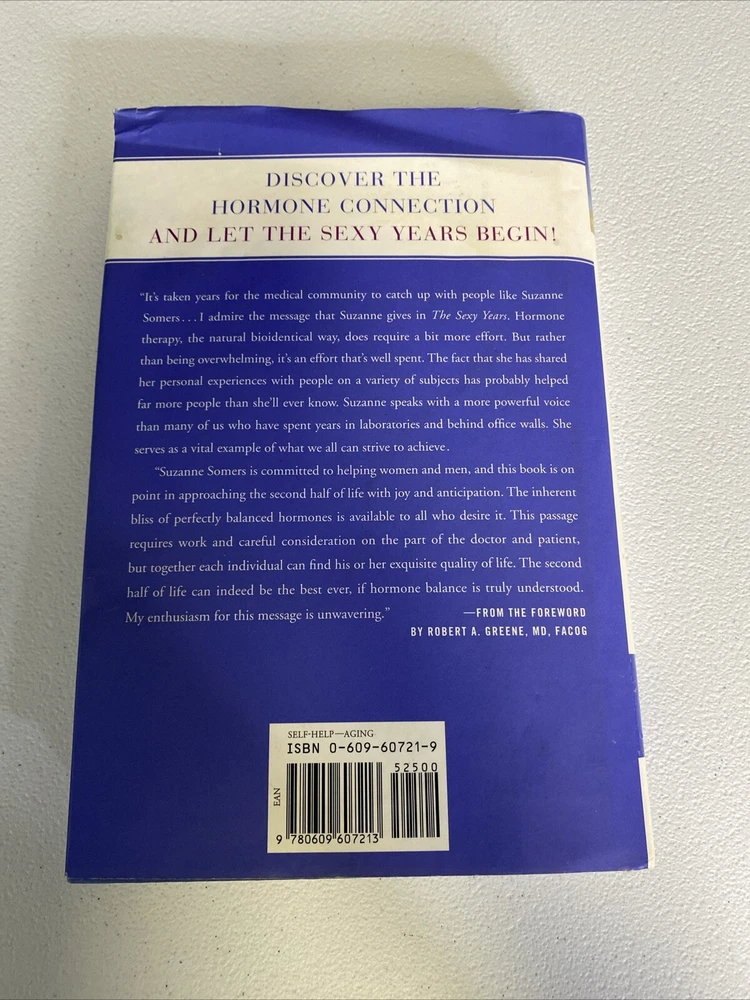 DISCOVER THE
HORMONE CONNECTION
AND LET THE SEXY YEARS BEGIN!
“It’s taken years for the medical community to catch up with people like Suzanne
Somers . . . I admire the message that Suzanne gives in The Sexy Years. Hormone
therapy, the natural bioidentical way, does require a bit more effort. But rather
than being overwhelming, it’s an effort that’s well spent. The fact that she has shared
her personal experiences with people on a variety of subjects has probably helped
far more people than she’ll ever know. Suzanne speaks with a more powerful voice
than many of us who have spent years in laboratories and behind office walls. She
serves as a vital example of what we all can strive to achieve.
“Suzanne Somers is committed to helping women and men, and this book is on
point in approaching the second half of life with joy and anticipation. The inherent
bliss of perfectly balanced hormones is available to all who desire it. This passage
requires work and careful consideration on the part of the doctor and patient,
but together each individual can find his or her exquisite quality of life. The second
half of life can indeed be the best ever, if hormone balance is truly understood.
My enthusiasm for this message is unwavering.” —FROM THE FOREWORD
BY ROBERT A. GREENE, MD, FACOG
SELF-HELP—AGING
ISBN 0-609-60721-9
52500
EAN
9 780609 607213